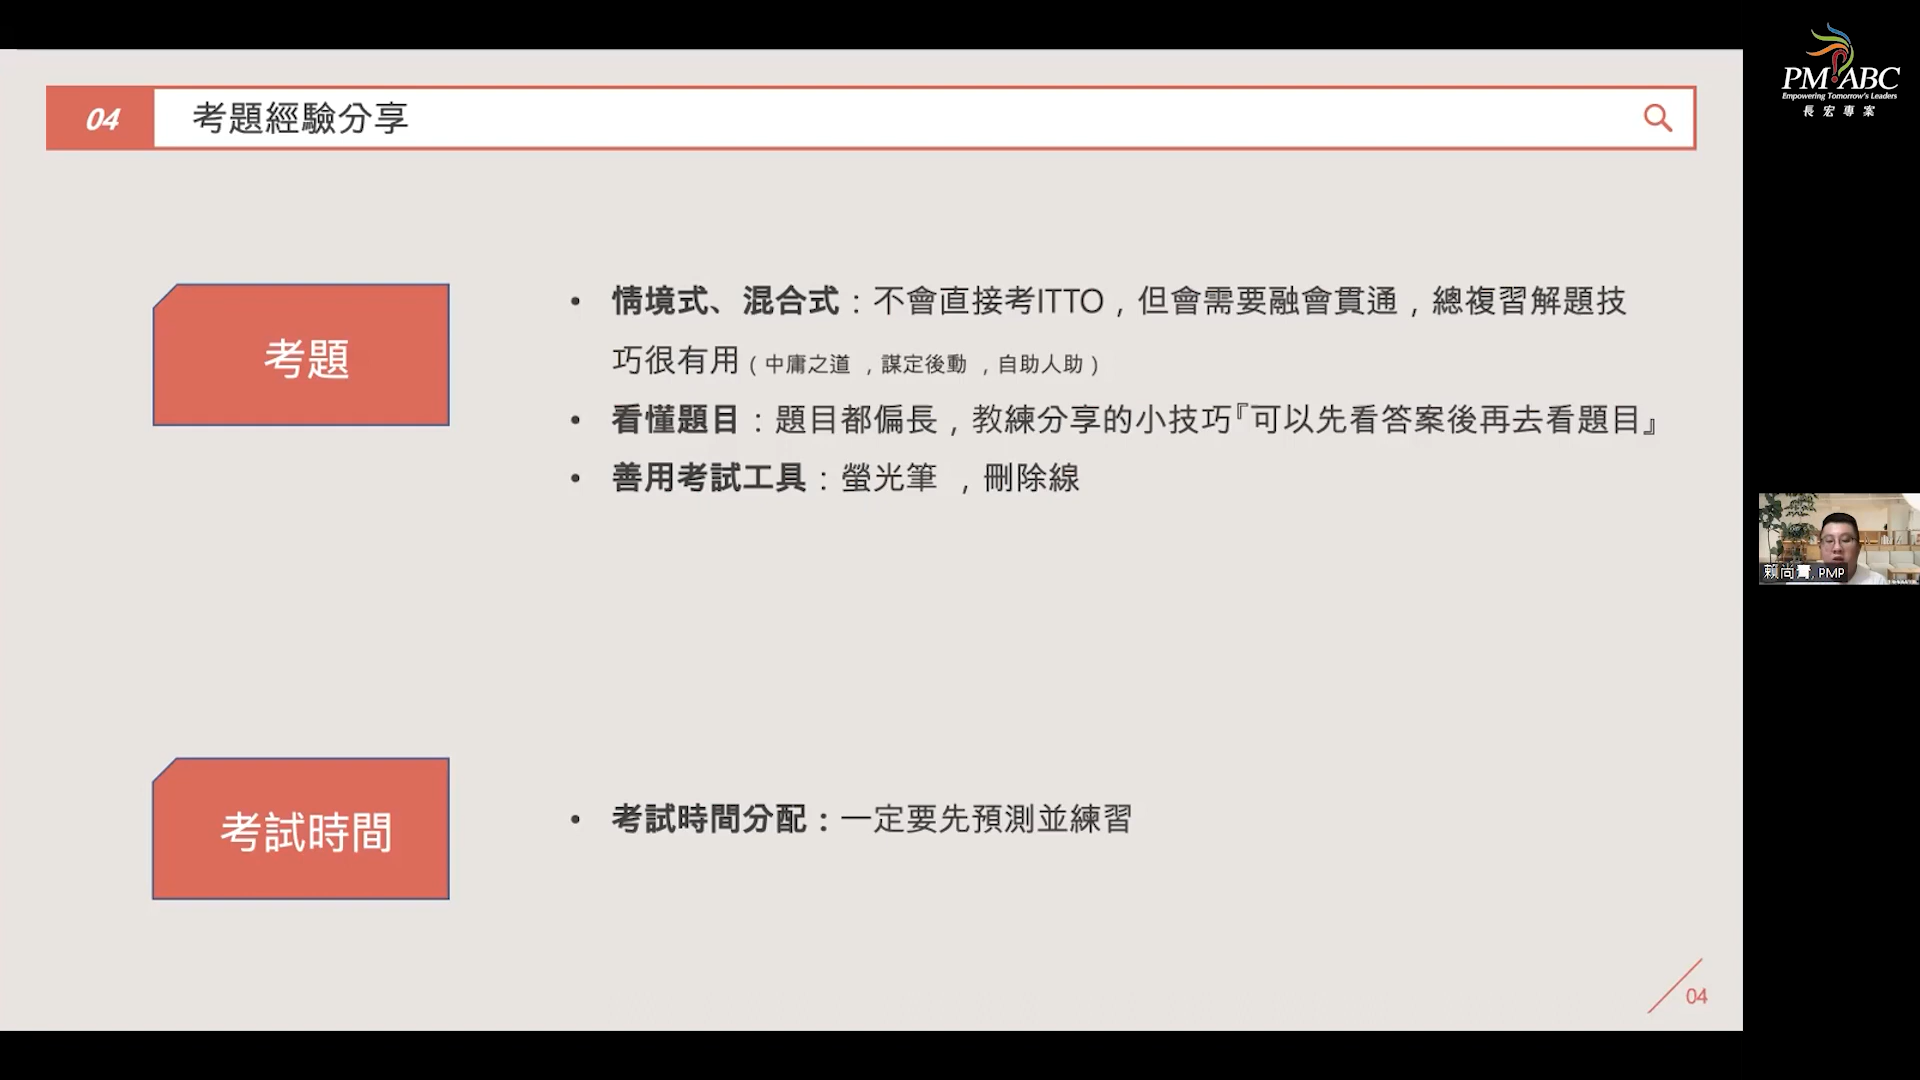 04 考題經驗分享
PM ABC
Empowering Tomorrow's Leaders
長宏專案
考題
• 情境式、混合式：不會直接考ITTO，但會需要融會貫通，總複習解題技
巧很有用（中庸之道 ，謀定後動 ，自助人助）
• 看懂題目：題目都偏長，教練分享的小技巧『可以先看答案後再去看題目』
• 善用考試工具：螢光筆 ，刪除線
賴尚, PMP
考試時間
• 考試時間分配：一定要先預測並練習
04